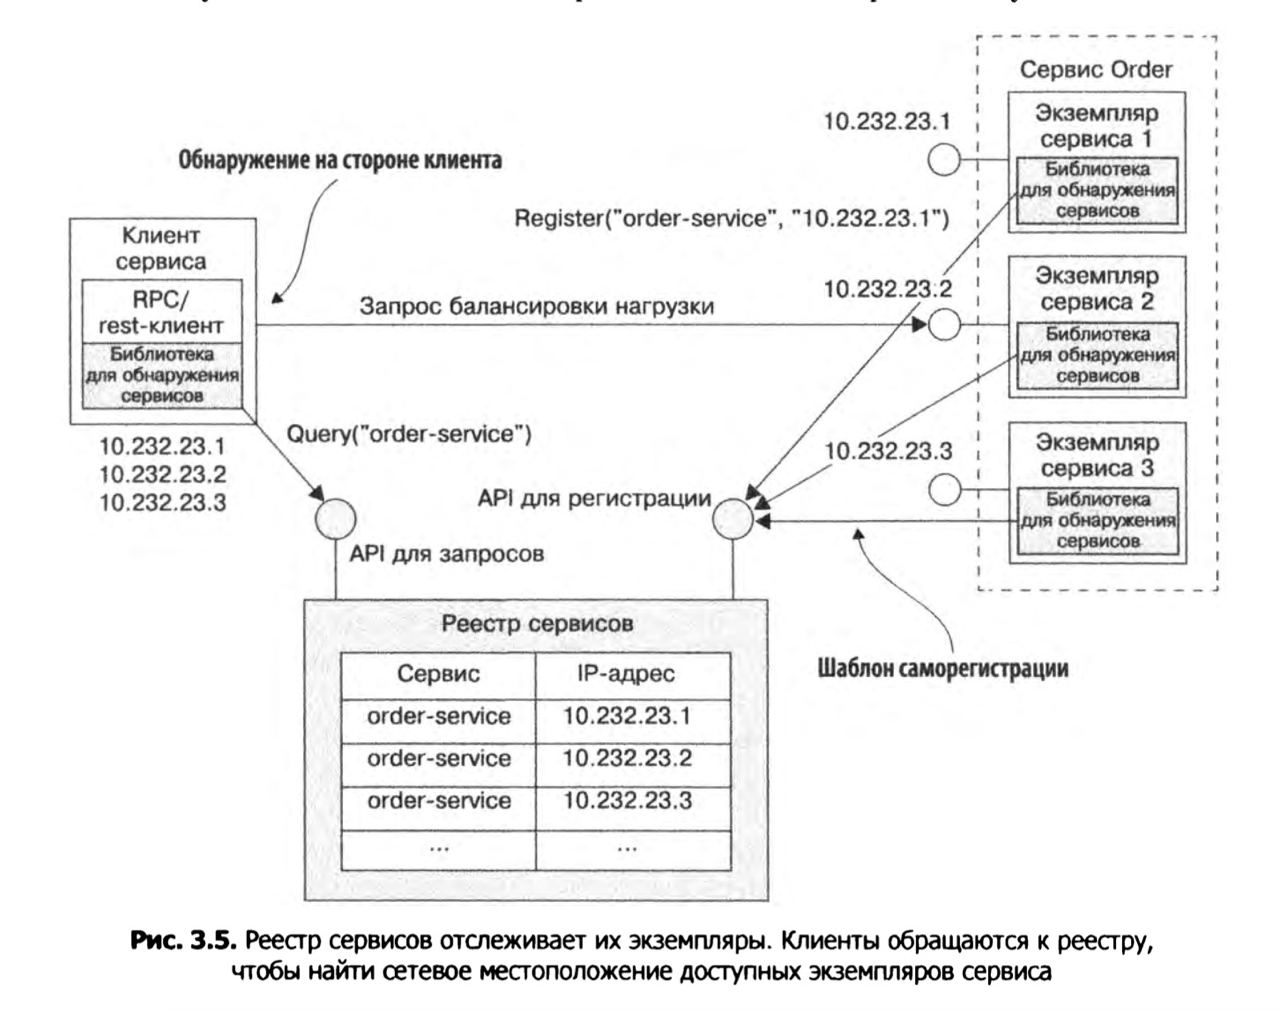 Сервис Order
10.232.23.1
Экземпляр
сервиса 1
Библиотека
для обнаружения
сервисов
Обнаружение на стороне клиента
Register("order-service", "10.232.23.1")
Клиент
сервиса
RPC/
rest-клиент
Библиотека
для обнаружения
сервисов
10.232.23.1
10.232.23.2
10.232.23.3
Запрос балансировки нагрузки
10.232.23.2
Экземпляр
сервиса 2
Библиотека
для обнаружения
сервисов
Query("order-service")
10.232.23.3
Экземпляр
сервиса 3
Библиотека
для обнаружения
сервисов
API для регистрации
API для запросов
Шаблон саморегистрации
Реестр сервисов
Сервис IP-адрес
order-service 10.232.23.1
order-service 10.232.23.2
order-service 10.232.23.3
... ...
Рис. 3.5. Реестр сервисов отслеживает их экземпляры. Клиенты обращаются к реестру,
чтобы найти сетевое местоположение доступных экземпляров сервиса